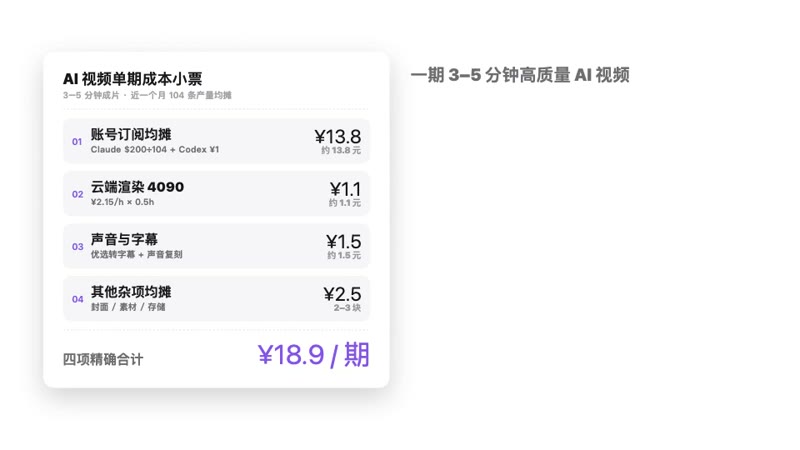 AI 视频单期成本小票
3–5 分钟成片 · 近一个月 104 条产量均摊
01 账号订阅均摊 ¥13.8
Claude $200÷104 + Codex ¥1 约 13.8 元
02 云端渲染 4090 ¥1.1
¥2.15/h × 0.5h 约 1.1 元
03 声音与字幕 ¥1.5
优选转字幕 + 声音复刻 约 1.5 元
04 其他杂项均摊 ¥2.5
封面 / 素材 / 存储 2–3 块
四项精确合计 ¥18.9 / 期
一期 3–5 分钟高质量 AI 视频